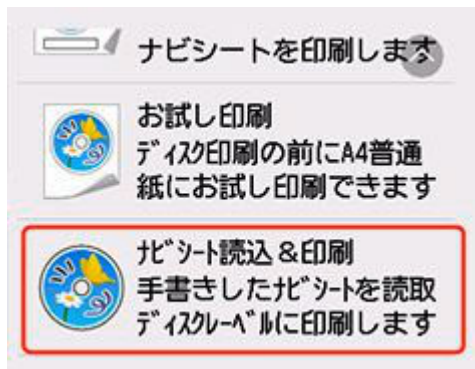 ナビシートを印刷します
お試し印刷
ﾃﾞｨｽｸ印刷の前にA4普通
紙にお試し印刷できます
ﾅﾋﾞｼｰﾄ読込＆印刷
手書きしたﾅﾋﾞｼｰﾄを読取
ﾃﾞｨｽｸﾚｰﾍﾞﾙに印刷します